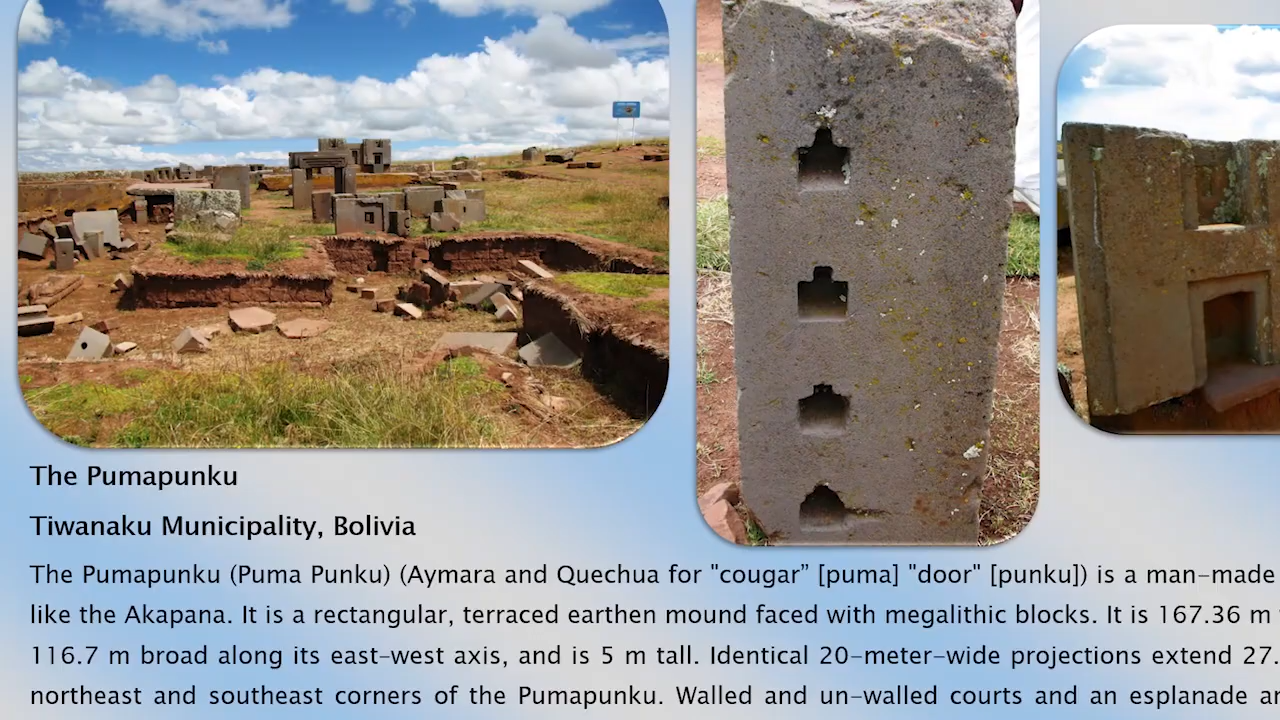 The Pumapunku
Tiwanaku Municipality, Bolivia
The Pumapunku (Puma Punku) (Aymara and Quechua for "cougar” [puma] "door" [punku]) is a man-made
like the Akapana. It is a rectangular, terraced earthen mound faced with megalithic blocks. It is 167.36 m
116.7 m broad along its east-west axis, and is 5 m tall. Identical 20-meter-wide projections extend 27.
northeast and southeast corners of the Pumapunku. Walled and un-walled courts and an esplanade